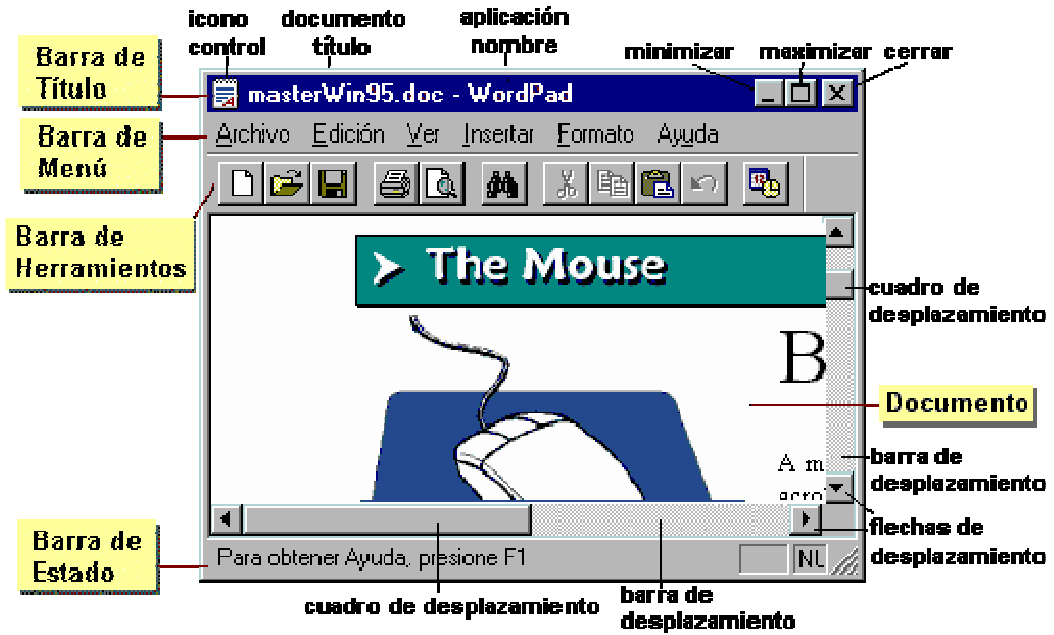 icono control
documento título
aplicación nombre
minimizar
maximizar
cerrar
Barra de
Título
masterWin95.doc - WordPad
Barra de
Menú
Archivo Edición Ver Insertar Formato Ayuda
Barra de
Herramientos
The Mouse
cuadro de
desplazamiento
B
Documento
A m
barra de
desplazamiento
flechas de
desplazamiento
Barra de
Estado
Para obtener Ayuda, presione F1
cuadro de desplazamiento
barra de
desplazamiento